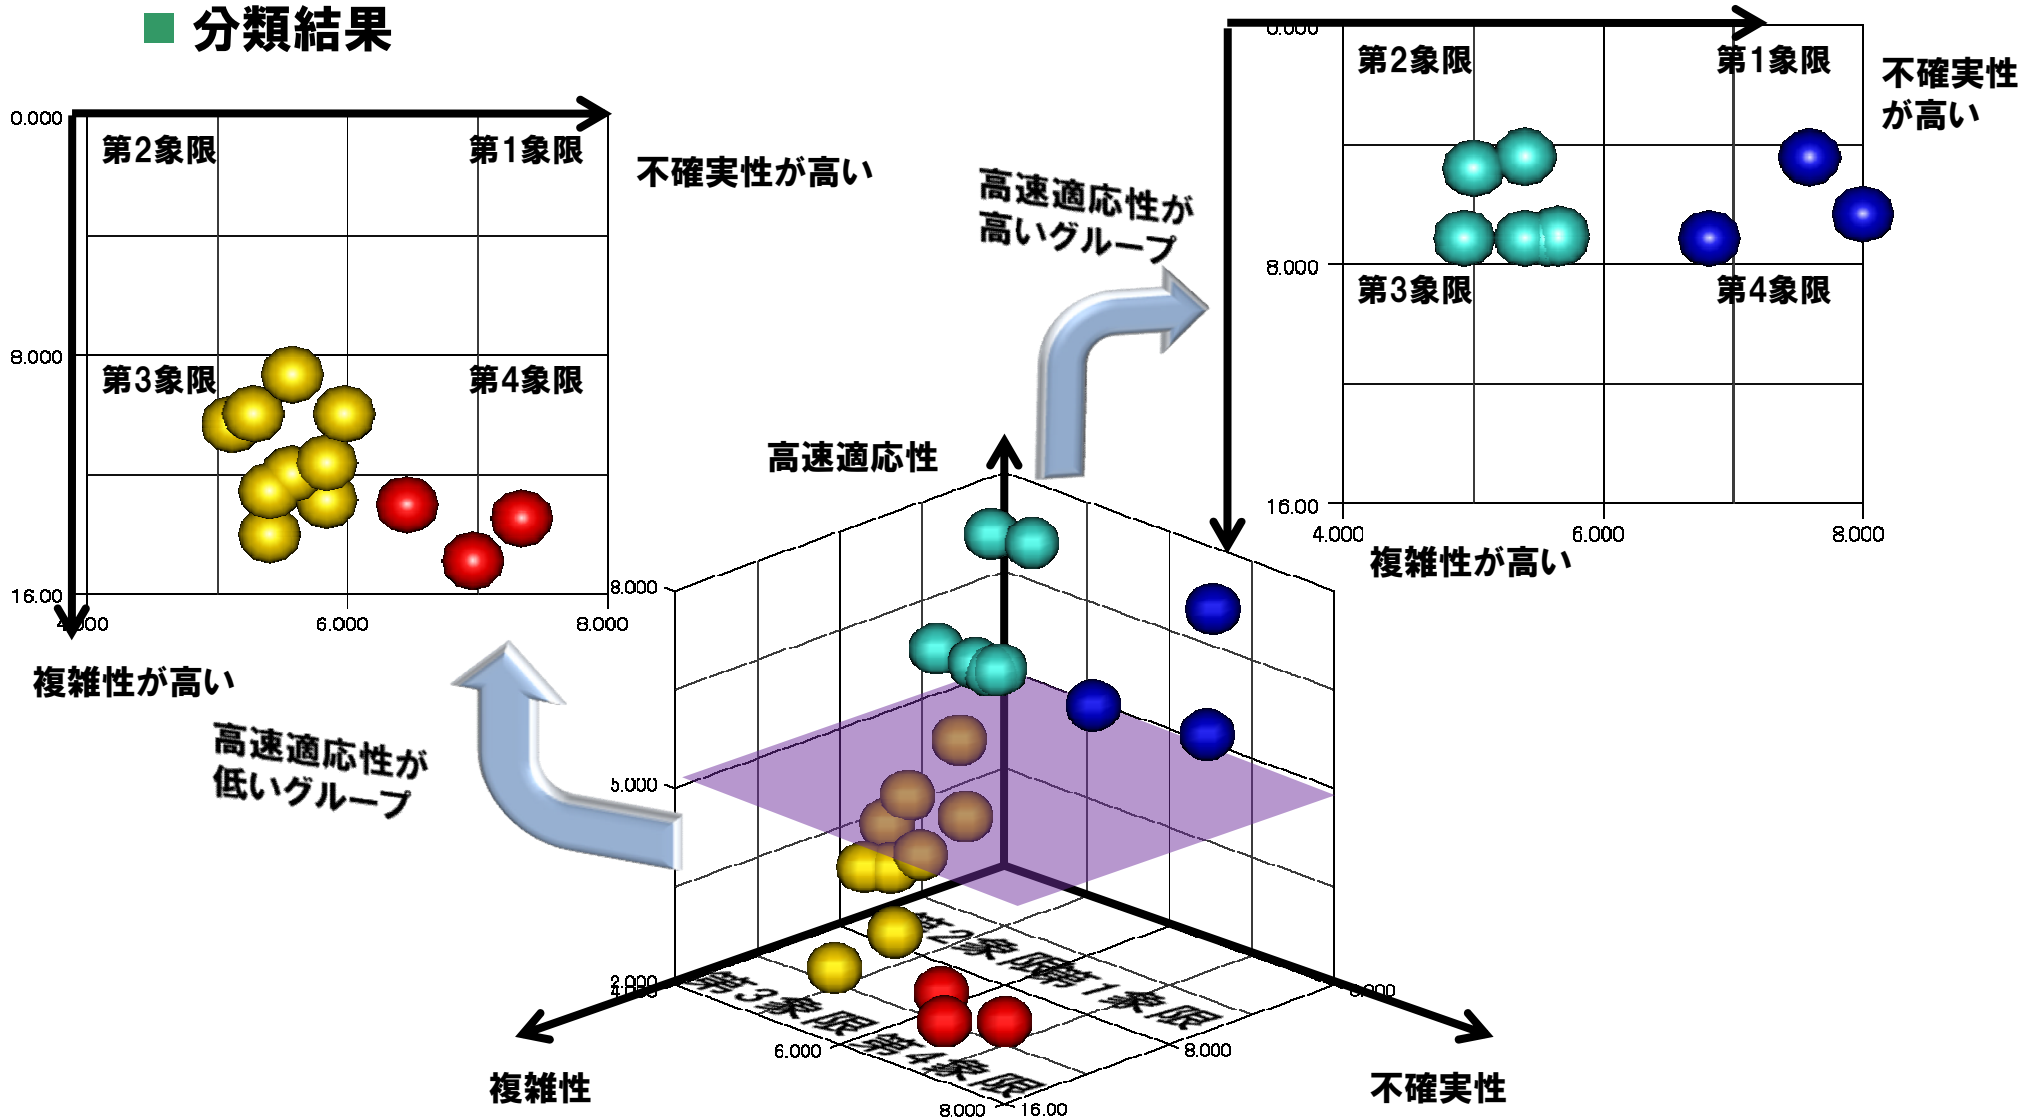 分類結果
0.000
第2象限
第1象限
不確実性が高い
8.000
第3象限
第4象限
16.00
6.000
8.000
複雑性が高い
高速適応性が
低いグループ
高速適応性が
高いグループ
0.000
第2象限
第1象限
不確実性
が高い
8.000
第3象限
第4象限
16.00
4.000
6.000
8.000
複雑性が高い
高速適応性
8.000
5.000
2.000
第2象限
第1象限
第3象限
第4象限
6.000
8.000
8.000
16.00
複雑性
不確実性